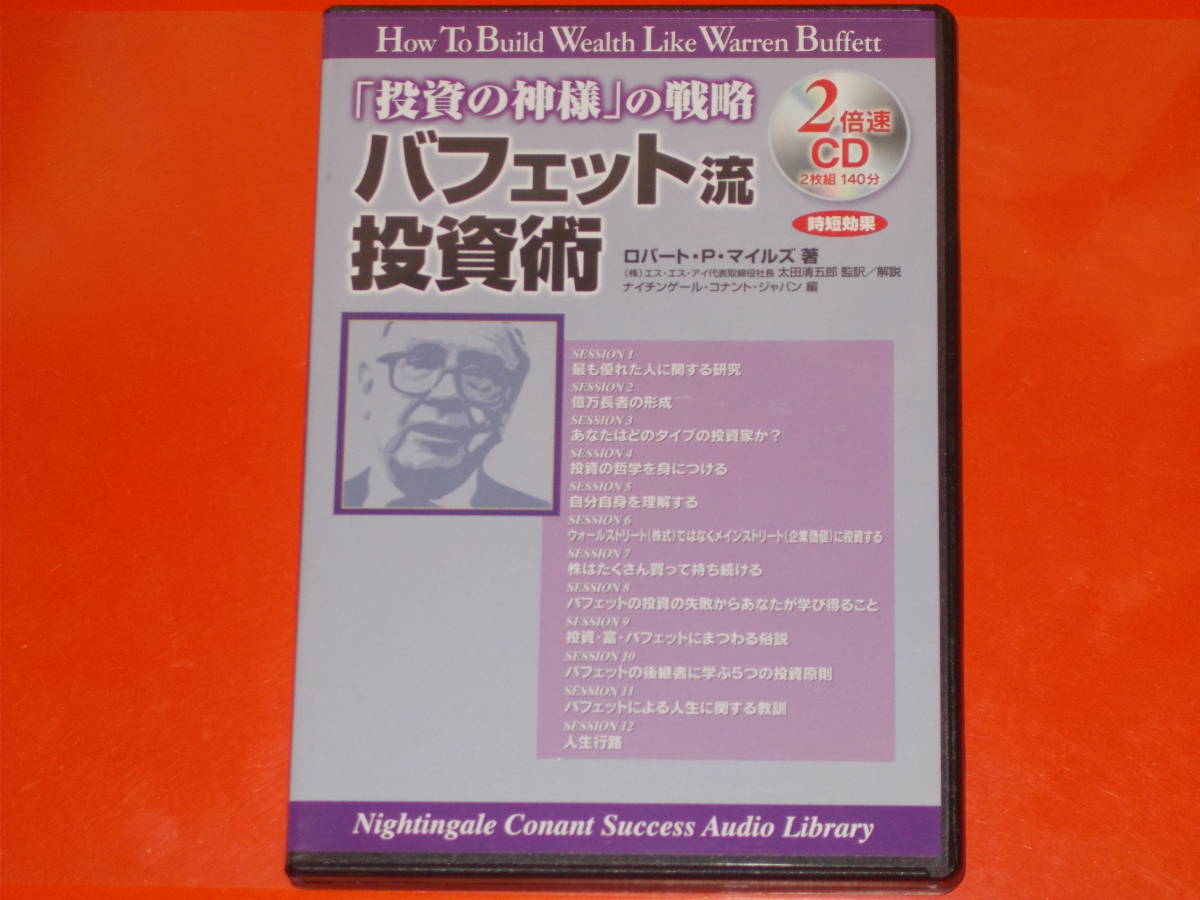 How To Build Wealth Like Warren Buffett
「投資の神様」の戦略
バフェット流
投資術
2倍速
CD
2枚組 140分
時短効果
ロバート・P・マイルズ 著
(株)エス・エス・アイ代表取締役社長 太田清五郎 監訳/解説
ナイチンゲール・コナント・ジャパン 編
SESSION 1
最も優れた人に関する研究
SESSION 2
億万長者の形成
SESSION 3
あなたはどのタイプの投資家か?
SESSION 4
投資の哲学を身につける
SESSION 5
自分自身を理解する
SESSION 6
ウォールストリート(株式)ではなくメインストリート(企業価値)に投資する
SESSION 7
株はたくさん買って持ち続ける
SESSION 8
バフェットの投資の失敗からあなたが学び得ること
SESSION 9
投資・富・バフェットにまつわる俗説
SESSION 10
バフェットの後継者に学ぶ5つの投資原則
SESSION 11
バフェットによる人生に関する教訓
SESSION 12
人生行路
Nightingale Conant Success Audio Library